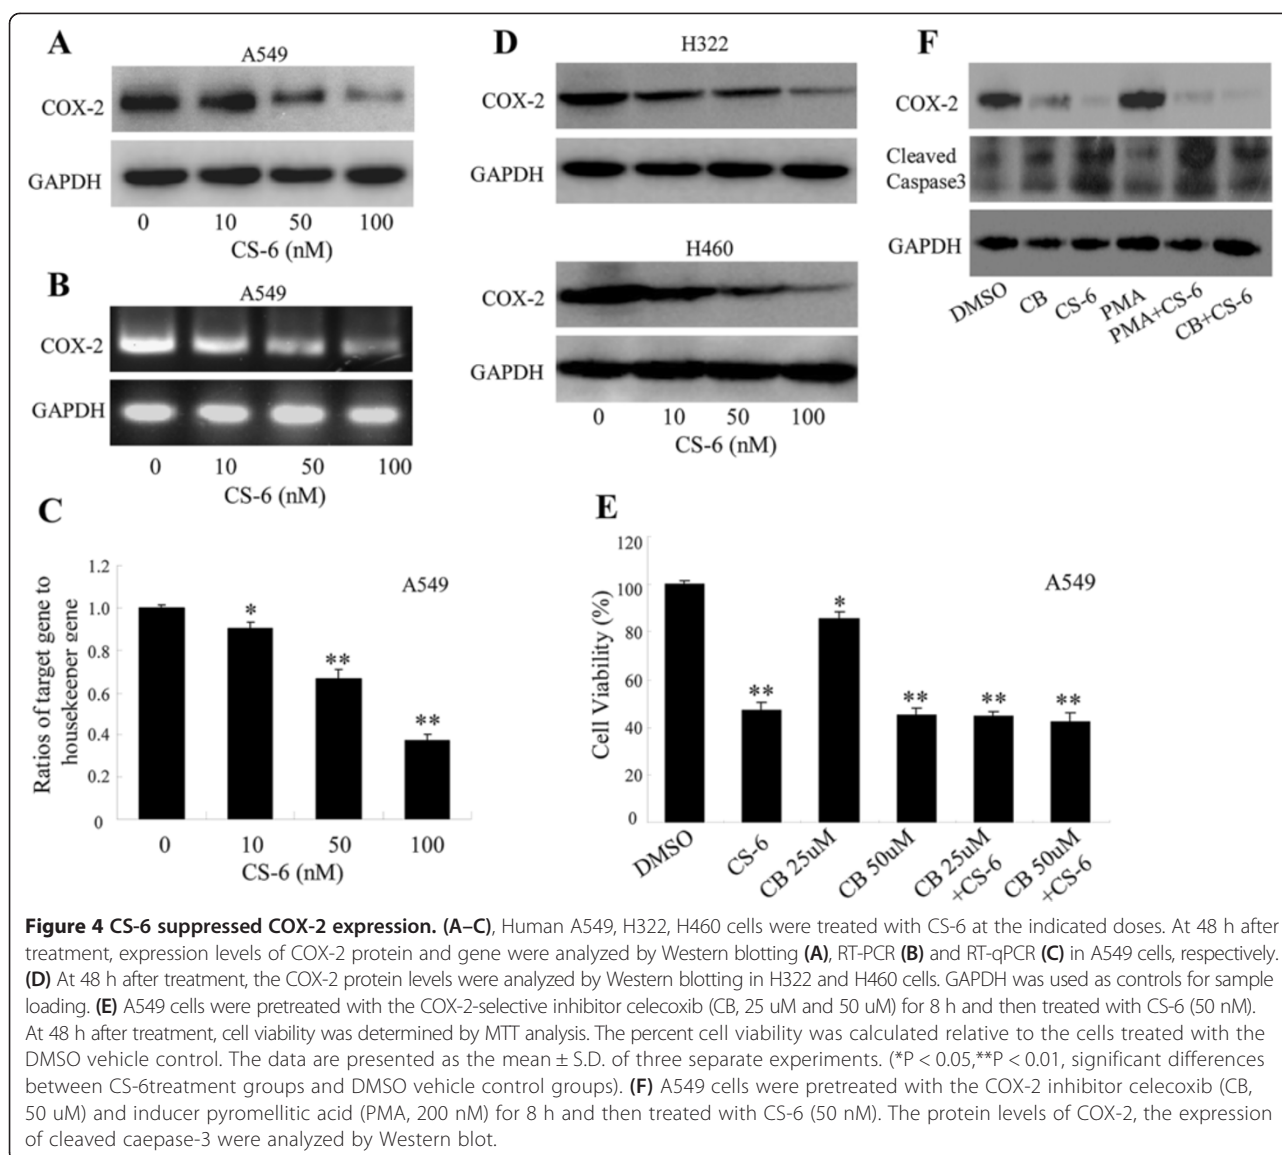 A
A549
COX-2
GAPDH
0 10 50 100
CS-6 (nM)
B
A549
COX-2
GAPDH
0 10 50 100
CS-6 (nM)
D
H322
COX-2
GAPDH
H460
COX-2
GAPDH
0 10 50 100
CS-6 (nM)
F
COX-2
Cleaved
Caspase3
GAPDH
DMSO CB CS-6 PMA PMA+CS-6 CB+CS-6
C
Ratios of target gene to
housekeener gene
1.2
1.0
0.8
0.6
0.4
0.2
0
A549
*
**
**
0 10 50 100
CS-6 (nM)
E
Cell Viability (%)
120
100
80
60
40
20
0
A549
**
*
**
**
**
DMSO CS-6 CB 25uM CB 50uM CB 25uM
+CS-6
CB 50uM
+CS-6
Figure 4 CS-6 suppressed COX-2 expression. (A–C), Human A549, H322, H460 cells were treated with CS-6 at the indicated doses. At 48 h after
treatment, expression levels of COX-2 protein and gene were analyzed by Western blotting (A), RT-PCR (B) and RT-qPCR (C) in A549 cells, respectively.
(D) At 48 h after treatment, the COX-2 protein levels were analyzed by Western blotting in H322 and H460 cells. GAPDH was used as controls for sample
loading. (E) A549 cells were pretreated with the COX-2-selective inhibitor celecoxib (CB, 25 uM and 50 uM) for 8 h and then treated with CS-6 (50 nM).
At 48 h after treatment, cell viability was determined by MTT analysis. The percent cell viability was calculated relative to the cells treated with the
DMSO vehicle control. The data are presented as the mean ± S.D. of three separate experiments. (*P < 0.05,**P < 0.01, significant differences
between CS-6treatment groups and DMSO vehicle control groups). (F) A549 cells were pretreated with the COX-2 inhibitor celecoxib (CB,
50 uM) and inducer pyromellitic acid (PMA, 200 nM) for 8 h and then treated with CS-6 (50 nM). The protein levels of COX-2, the expression
of cleaved caepase-3 were analyzed by Western blot.